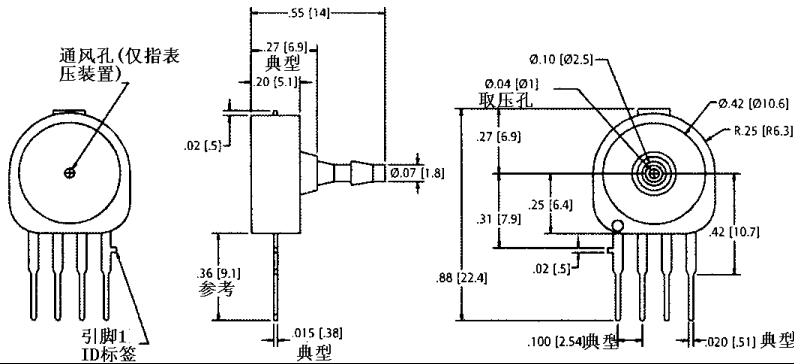 通风孔(仅指表
压装置)
引脚1
ID标签
.55 [14]
.27 [6.9]
典型
.20 [5.1]
.02 [.5]
Ø.07 [1.8]
.36 [9.1]
参考
.015 [.38]
典型
Ø.10 [Ø2.5]
Ø.04 [Ø1]
取压孔
Ø.42 [Ø10.6]
R.25 [R6.3]
.27 [6.9]
.31 [7.9]
.25 [6.4]
.42 [10.7]
.02 [.5]
.88 [22.4]
.100 [2.54]典型
.020 [.51] 典型